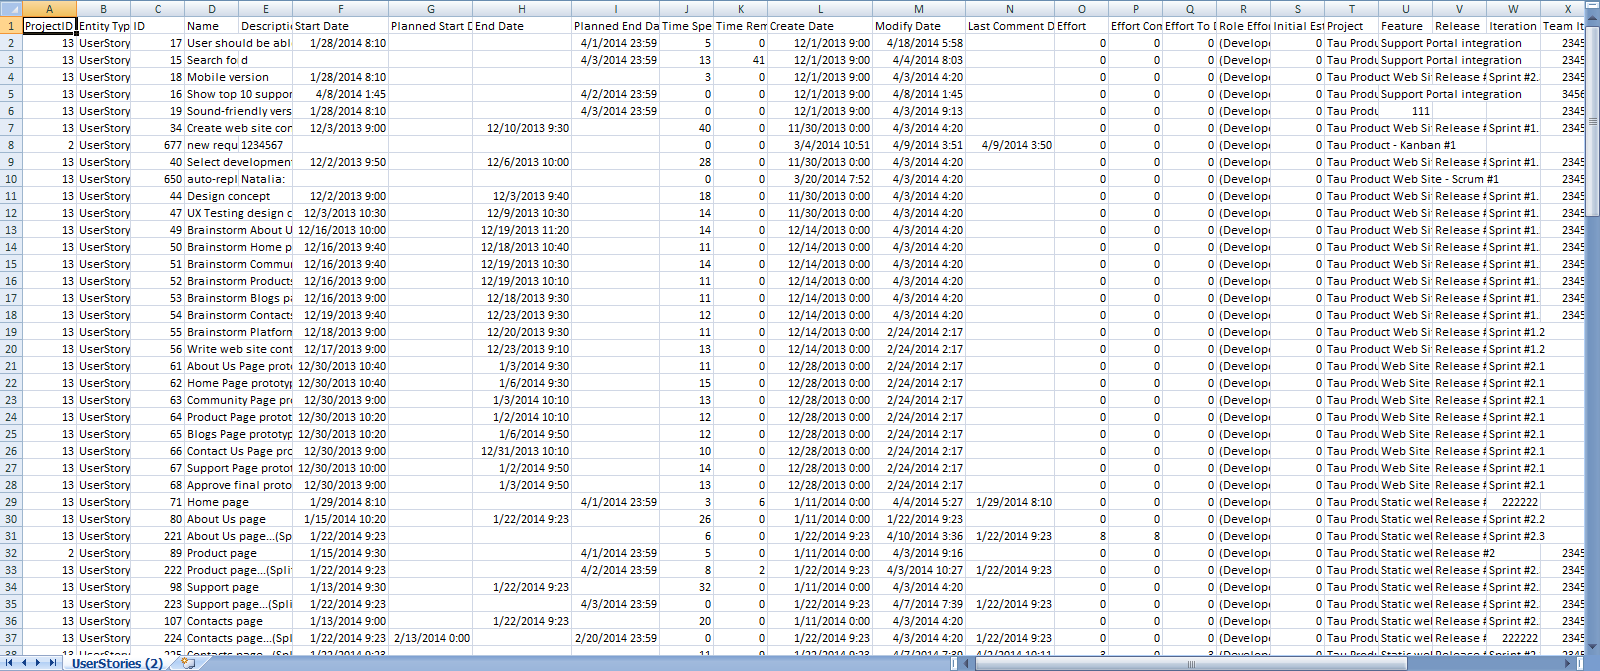 A B C D E F G H I J K L M N O P Q R S T U V W X
1 ProjectID Entity Typ ID Name Descripti Start Date Planned Start D End Date Planned End Da Time Spe Time Rem Create Date Modify Date Last Comment D Effort Effort Com Effort To D Role Effor Initial Est Project Feature Release Iteration Team It
2 13 UserStory 17 User should be abl 1/28/2014 8:10 4/1/2014 23:59 5 0 12/1/2013 9:00 4/18/2014 5:58 0 0 0 (Develope 0 Tau Produ Support Portal integration 2345
3 13 UserStory 15 Search fo d 4/3/2014 23:59 13 41 12/1/2013 9:00 4/4/2014 8:03 0 0 0 (Develope 0 Tau Produ Support Portal integration 2345
4 13 UserStory 18 Mobile version 1/28/2014 8:10 3 0 12/1/2013 9:00 4/3/2014 4:20 0 0 0 (Develope 0 Tau Product Web Site Release # Sprint #2. 2345
5 13 UserStory 16 Show top 10 suppor 4/8/2014 1:45 4/2/2014 23:59 0 0 12/1/2013 9:00 4/8/2014 1:45 0 0 0 (Develope 0 Tau Produ Support Portal integration 3456
6 13 UserStory 19 Sound-friendly vers 1/28/2014 8:10 4/3/2014 23:59 0 0 12/1/2013 9:00 4/3/2014 9:13 0 0 0 (Develope 0 Tau Produ 111 2345
7 13 UserStory 34 Create web site con 12/3/2013 9:00 12/10/2013 9:30 40 0 11/30/2013 0:00 4/3/2014 4:20 0 0 0 (Develope 0 Tau Product Web Si Release # Sprint #1. 2345
8 2 UserStory 677 new requ 1234567 0 0 3/4/2014 10:51 4/9/2014 3:51 4/9/2014 3:50 0 0 0 (Develope 0 Tau Product - Kanban #1 2345
9 13 UserStory 40 Select development 12/2/2013 9:50 12/6/2013 10:00 28 0 11/30/2013 0:00 4/3/2014 4:20 0 0 0 (Develope 0 Tau Product Web Si Release # Sprint #1. 2345
10 13 UserStory 650 auto-repl Natalia: 0 0 3/20/2014 7:52 4/3/2014 4:20 0 0 0 (Develope 0 Tau Product Web Site - Scrum #1 2345
11 13 UserStory 44 Design concept 12/2/2013 9:00 12/3/2013 9:40 18 0 11/30/2013 0:00 4/3/2014 4:20 0 0 0 (Develope 0 Tau Product Web Si Release # Sprint #1. 2345
12 13 UserStory 47 UX Testing design c 12/3/2013 10:30 12/9/2013 10:30 14 0 11/30/2013 0:00 4/3/2014 4:20 0 0 0 (Develope 0 Tau Product Web Si Release # Sprint #1. 2345
13 13 UserStory 49 Brainstorm About U 12/16/2013 10:00 12/19/2013 11:20 14 0 12/14/2013 0:00 4/3/2014 4:20 0 0 0 (Develope 0 Tau Product Web Si Release # Sprint #1. 2345
14 13 UserStory 50 Brainstorm Home p 12/16/2013 9:40 12/18/2013 10:40 11 0 12/14/2013 0:00 4/3/2014 4:20 0 0 0 (Develope 0 Tau Product Web Si Release # Sprint #1. 2345
15 13 UserStory 51 Brainstorm Commu 12/16/2013 9:40 12/19/2013 10:30 14 0 12/14/2013 0:00 4/3/2014 4:20 0 0 0 (Develope 0 Tau Product Web Si Release # Sprint #1. 2345
16 13 UserStory 52 Brainstorm Products 12/16/2013 9:00 12/19/2013 10:10 11 0 12/14/2013 0:00 4/3/2014 4:20 0 0 0 (Develope 0 Tau Product Web Si Release # Sprint #1. 2345
17 13 UserStory 53 Brainstorm Blogs pa 12/16/2013 9:00 12/18/2013 9:30 11 0 12/14/2013 0:00 4/3/2014 4:20 0 0 0 (Develope 0 Tau Product Web Si Release # Sprint #1. 2345
18 13 UserStory 54 Brainstorm Contacts 12/19/2013 9:40 12/23/2013 9:30 12 0 12/14/2013 0:00 4/3/2014 4:20 0 0 0 (Develope 0 Tau Product Web Si Release # Sprint #1. 2345
19 13 UserStory 55 Brainstorm Platform 12/18/2013 9:00 12/20/2013 9:30 11 0 12/14/2013 0:00 2/24/2014 2:17 0 0 0 (Develope 0 Tau Product Web Si Release # Sprint #1.2
20 13 UserStory 56 Write web site cont 12/17/2013 9:00 12/23/2013 9:10 13 0 12/14/2013 0:00 2/24/2014 2:17 0 0 0 (Develope 0 Tau Product Web Si Release # Sprint #1.2
21 13 UserStory 61 About Us Page prot 12/30/2013 10:40 1/3/2014 9:30 11 0 12/28/2013 0:00 2/24/2014 2:17 0 0 0 (Develope 0 Tau Produ Web Site Release # Sprint #2.1
22 13 UserStory 62 Home Page prototyp 12/30/2013 10:40 1/6/2014 9:30 15 0 12/28/2013 0:00 2/24/2014 2:17 0 0 0 (Develope 0 Tau Produ Web Site Release # Sprint #2.1
23 13 UserStory 63 Community Page pr 12/30/2013 9:00 1/3/2014 10:10 13 0 12/28/2013 0:00 2/24/2014 2:17 0 0 0 (Develope 0 Tau Produ Web Site Release # Sprint #2.1
24 13 UserStory 64 Product Page protot 12/30/2013 10:20 1/2/2014 10:10 12 0 12/28/2013 0:00 2/24/2014 2:17 0 0 0 (Develope 0 Tau Produ Web Site Release # Sprint #2.1
25 13 UserStory 65 Blogs Page prototyp 12/30/2013 10:20 1/6/2014 9:50 12 0 12/28/2013 0:00 2/24/2014 2:17 0 0 0 (Develope 0 Tau Produ Web Site Release # Sprint #2.1
26 13 UserStory 66 Contact Us Page pro 12/30/2013 9:00 12/31/2013 10:10 10 0 12/28/2013 0:00 2/24/2014 2:17 0 0 0 (Develope 0 Tau Produ Web Site Release # Sprint #2.1
27 13 UserStory 67 Support Page protot 12/30/2013 10:00 1/2/2014 9:50 14 0 12/28/2013 0:00 2/24/2014 2:17 0 0 0 (Develope 0 Tau Produ Web Site Release # Sprint #2.1
28 13 UserStory 68 Approve final proto 12/30/2013 9:00 1/3/2014 9:50 13 0 12/28/2013 0:00 2/24/2014 2:17 0 0 0 (Develope 0 Tau Produ Web Site Release # Sprint #2.1
29 13 UserStory 71 Home page 1/29/2014 8:10 4/1/2014 23:59 3 6 1/11/2014 0:00 4/4/2014 5:27 1/29/2014 8:10 0 0 0 (Develope 0 Tau Produ Static wel Release # 222222
30 13 UserStory 80 About Us page 1/15/2014 10:20 1/22/2014 9:23 26 0 1/11/2014 0:00 1/22/2014 9:23 0 0 0 (Develope 0 Tau Produ Static wel Release # Sprint #2.2
31 13 UserStory 221 About Us page...(Sp 1/22/2014 9:23 6 0 1/22/2014 9:23 4/10/2014 3:36 1/22/2014 9:23 8 8 0 (Develope 0 Tau Produ Static wel Release # Sprint #2.3
32 2 UserStory 89 Product page 1/15/2014 9:30 4/1/2014 23:59 5 0 1/11/2014 0:00 4/3/2014 9:16 0 0 0 (Develope 0 Tau Produ Static wel Release #2 2345
33 13 UserStory 222 Product page...(Spli 1/22/2014 9:23 4/2/2014 23:59 8 2 1/22/2014 9:23 4/3/2014 10:27 1/22/2014 9:23 0 0 0 (Develope 0 Tau Produ Static wel Release # Sprint #2. 2345
34 13 UserStory 98 Support page 1/13/2014 9:30 1/22/2014 9:23 32 0 1/11/2014 0:00 4/3/2014 4:20 0 0 0 (Develope 0 Tau Produ Static wel Release # Sprint #2. 2345
35 13 UserStory 223 Support page...(Spli 1/22/2014 9:23 4/3/2014 23:59 0 0 1/22/2014 9:23 4/7/2014 7:39 1/22/2014 9:23 0 0 0 (Develope 0 Tau Produ Static wel Release # Sprint #2. 2345
36 13 UserStory 107 Contacts page 1/13/2014 9:00 1/22/2014 9:23 20 0 1/11/2014 0:00 4/3/2014 4:20 0 0 0 (Develope 0 Tau Produ Static wel Release # Sprint #2. 2345
37 13 UserStory 224 Contacts page...(Spl 1/22/2014 9:23 2/13/2014 0:00 2/20/2014 23:59 0 0 1/22/2014 9:23 4/3/2014 4:20 1/22/2014 9:23 0 0 0 (Develope 0 Tau Produ Static wel Release # 222222 2345
UserStories (2)